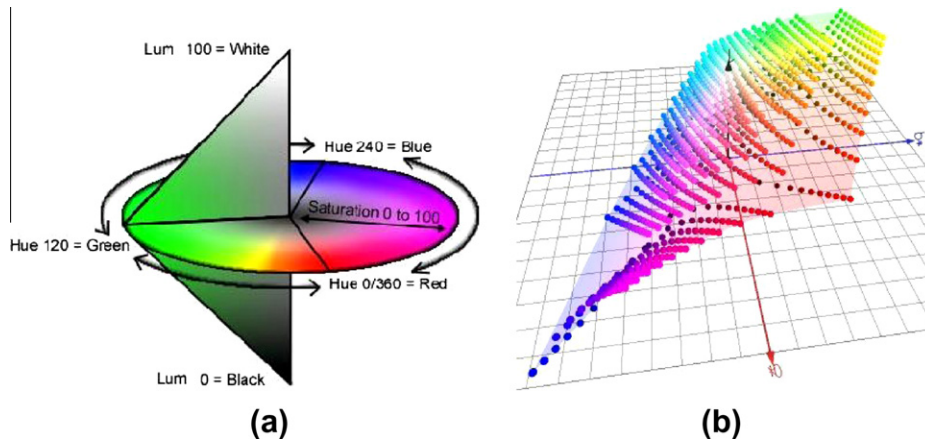 Lum 100 = White
Hue 240 = Blue
Saturation 0 to 100
Hue 120 = Green
Hue 0/360 = Red
Lum 0 = Black
(a)
(b)